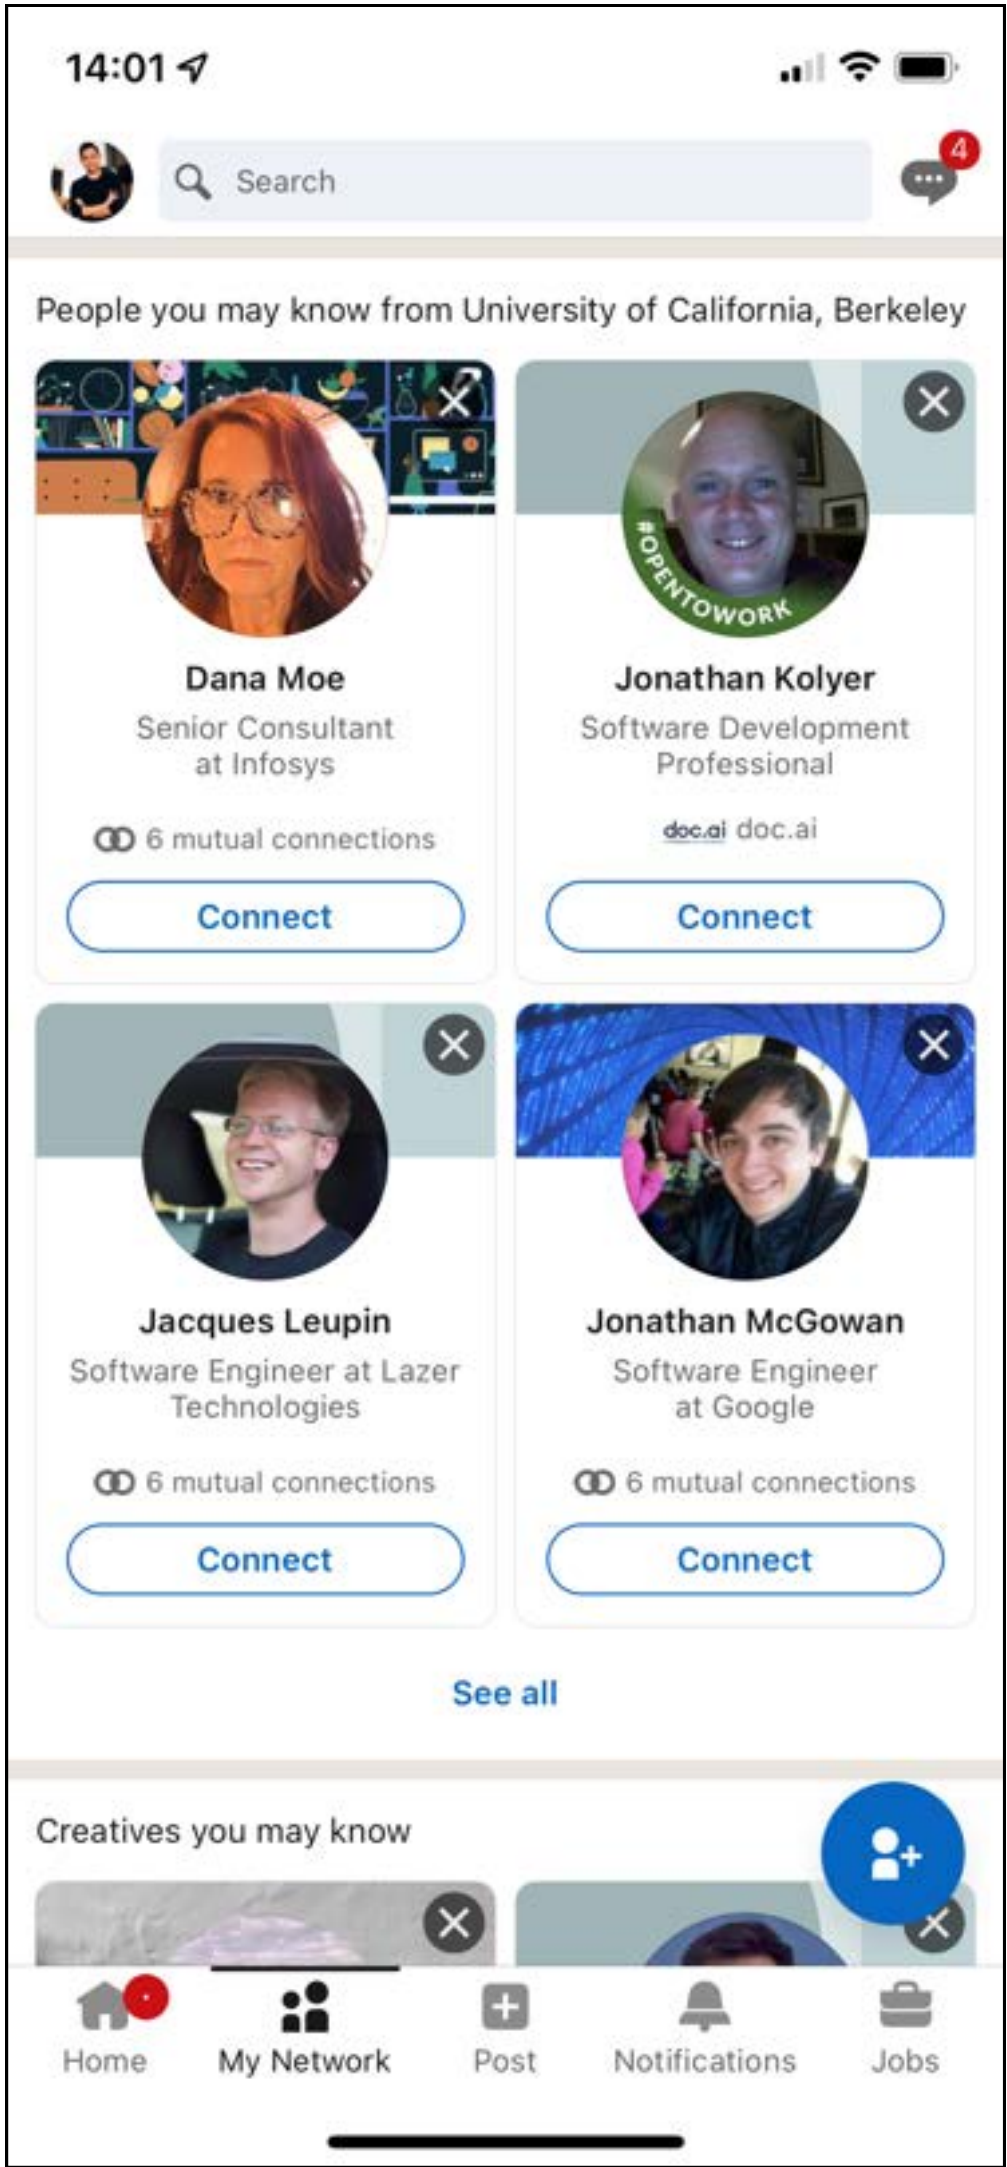 14:01
Search
4
People you may know from University of California, Berkeley
#OPENTOWORK
Dana Moe
Senior Consultant
at Infosys
6 mutual connections
Connect
Jonathan Kolyer
Software Development
Professional
doc.ai doc.ai
Connect
Jacques Leupin
Software Engineer at Lazer
Technologies
6 mutual connections
Connect
Jonathan McGowan
Software Engineer
at Google
6 mutual connections
Connect
See all
Creatives you may know
Home
My Network
Post
Notifications
Jobs